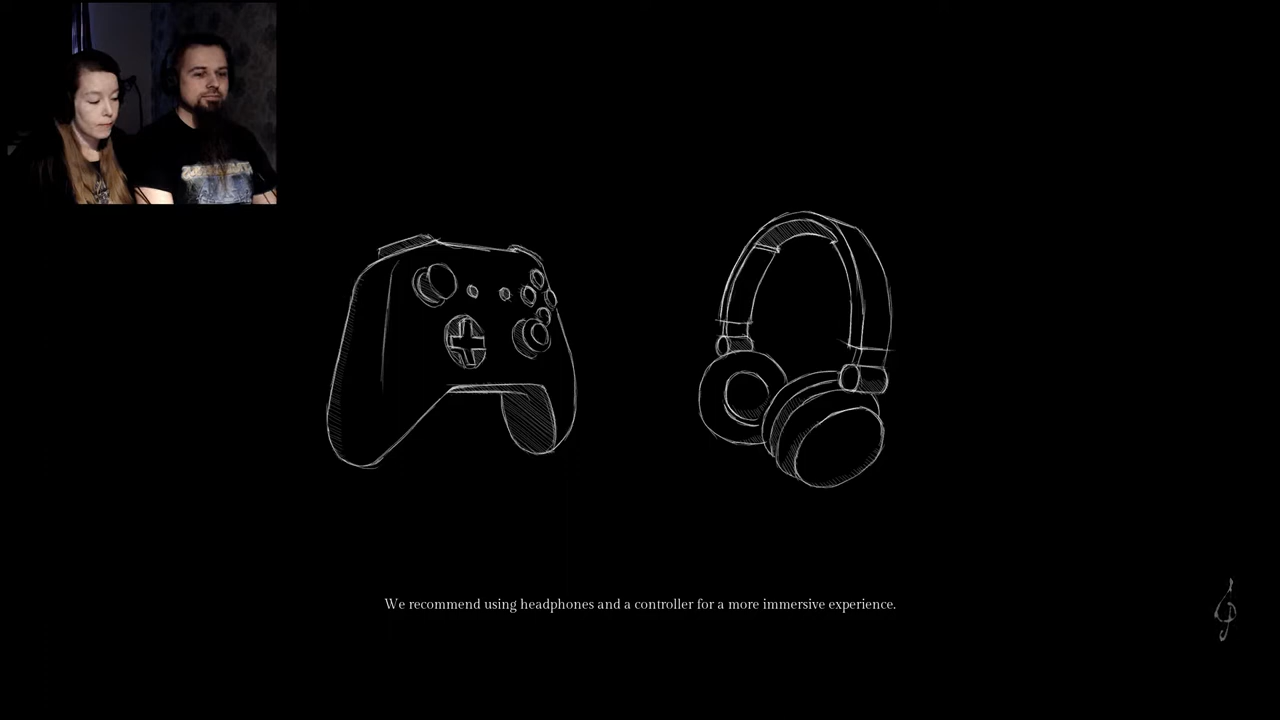 We recommend using headphones and a controller for a more immersive experience.